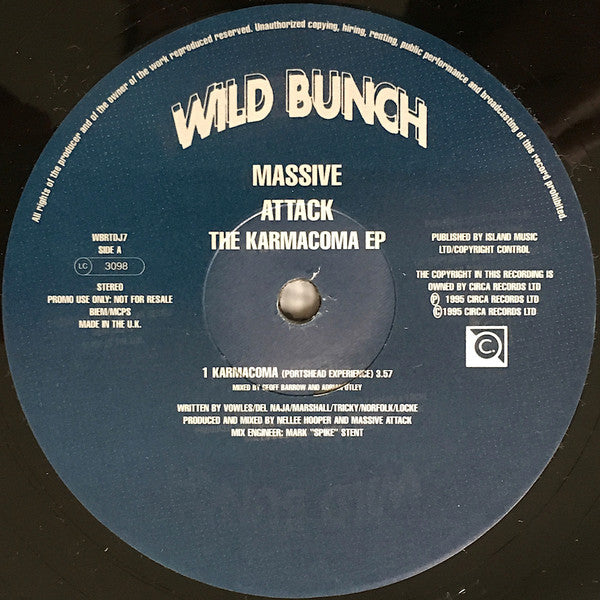 All rights of the producer and of the owner of the work reproduced reserved. Unauthorized copying, hiring, renting, public performance and broadcasting of this record prohibited.
WILD BUNCH
MASSIVE
ATTACK
THE KARMACOMA EP
WBRTDJ7
SIDE A
LC 3098
STEREO
PROMO USE ONLY: NOT FOR RESALE
BIEM/MCPS
MADE IN THE U.K.
PUBLISHED BY ISLAND MUSIC
LTD/COPYRIGHT CONTROL
THE COPYRIGHT IN THIS RECORDING IS
OWNED BY CIRCA RECORDS LTD
Ⓟ 1995 CIRCA RECORDS LTD
©1995 CIRCA RECORDS LTD
C
1 KARMACOMA (PORTSHEAD EXPERIENCE) 3.57
MIXED BY GEOFF BARROW AND ADRIAN UTLEY
WRITTEN BY VOWLES/DEL NAJA/MARSHALL/TRICKY/NORFOLK/LOCKE
PRODUCED AND MIXED BY NELLEE HOOPER AND MASSIVE ATTACK
MIX ENGINEER: MARK "SPIKE" STENT